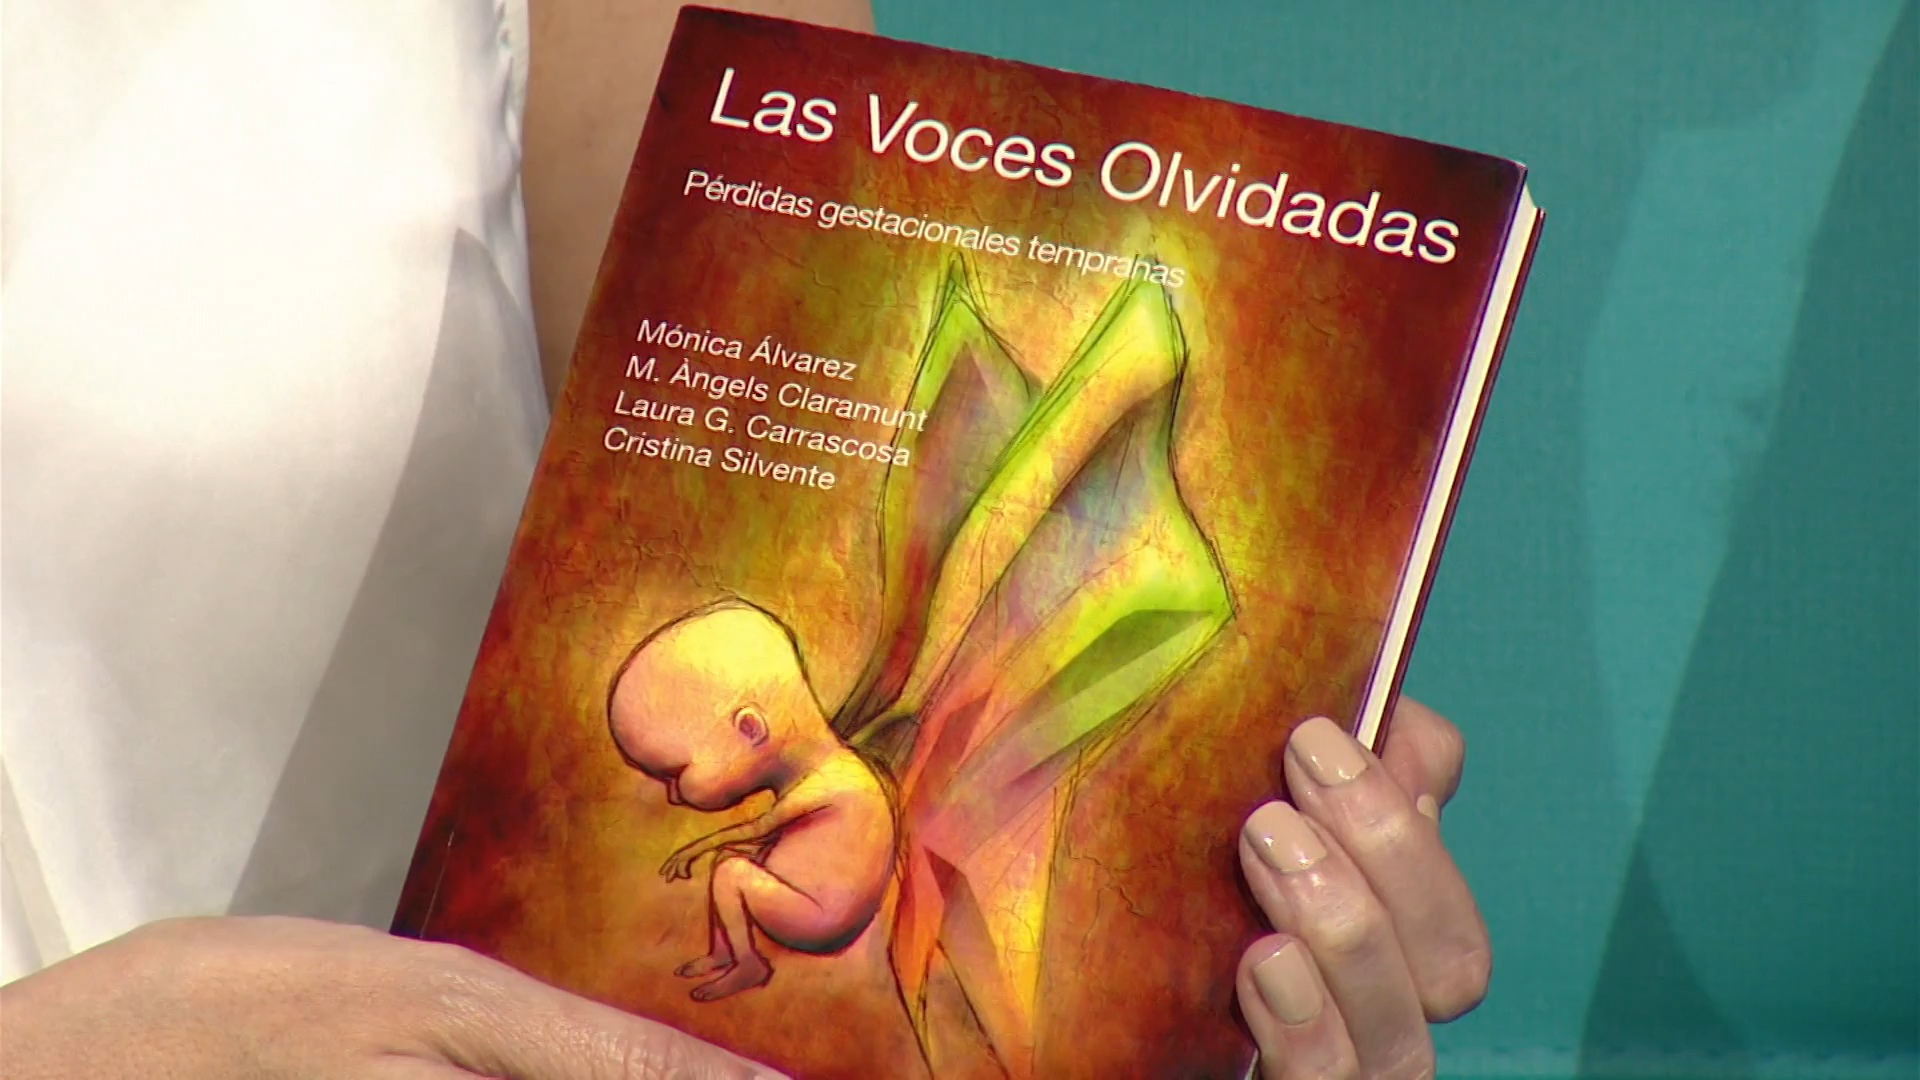 Las Voces Olvidadas
Pérdidas gestacionales tempranas
Mónica Álvarez
M. Àngels Claramunt
Laura G. Carrascosa
Cristina Silvente